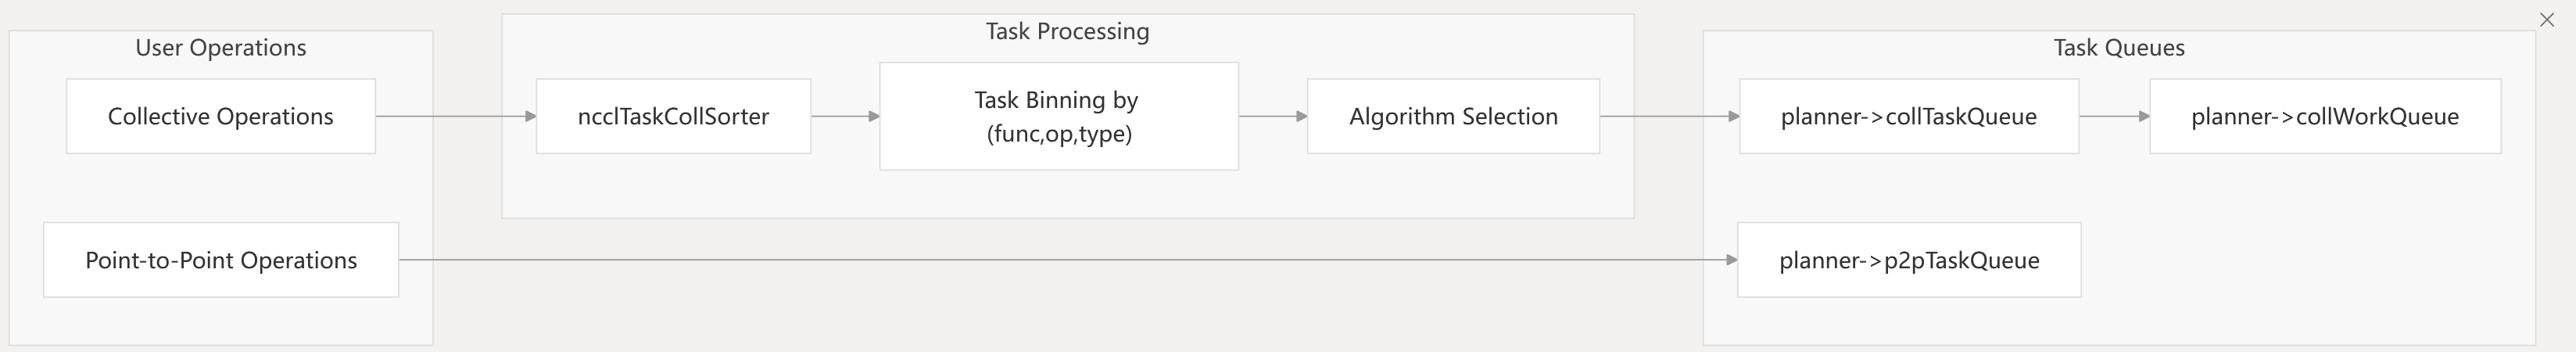 User Operations
Collective Operations
Point-to-Point Operations
Task Processing
ncclTaskCollSorter
Task Binning by
(func,op,type)
Algorithm Selection
Task Queues
planner->collTaskQueue
planner->collWorkQueue
planner->p2pTaskQueue